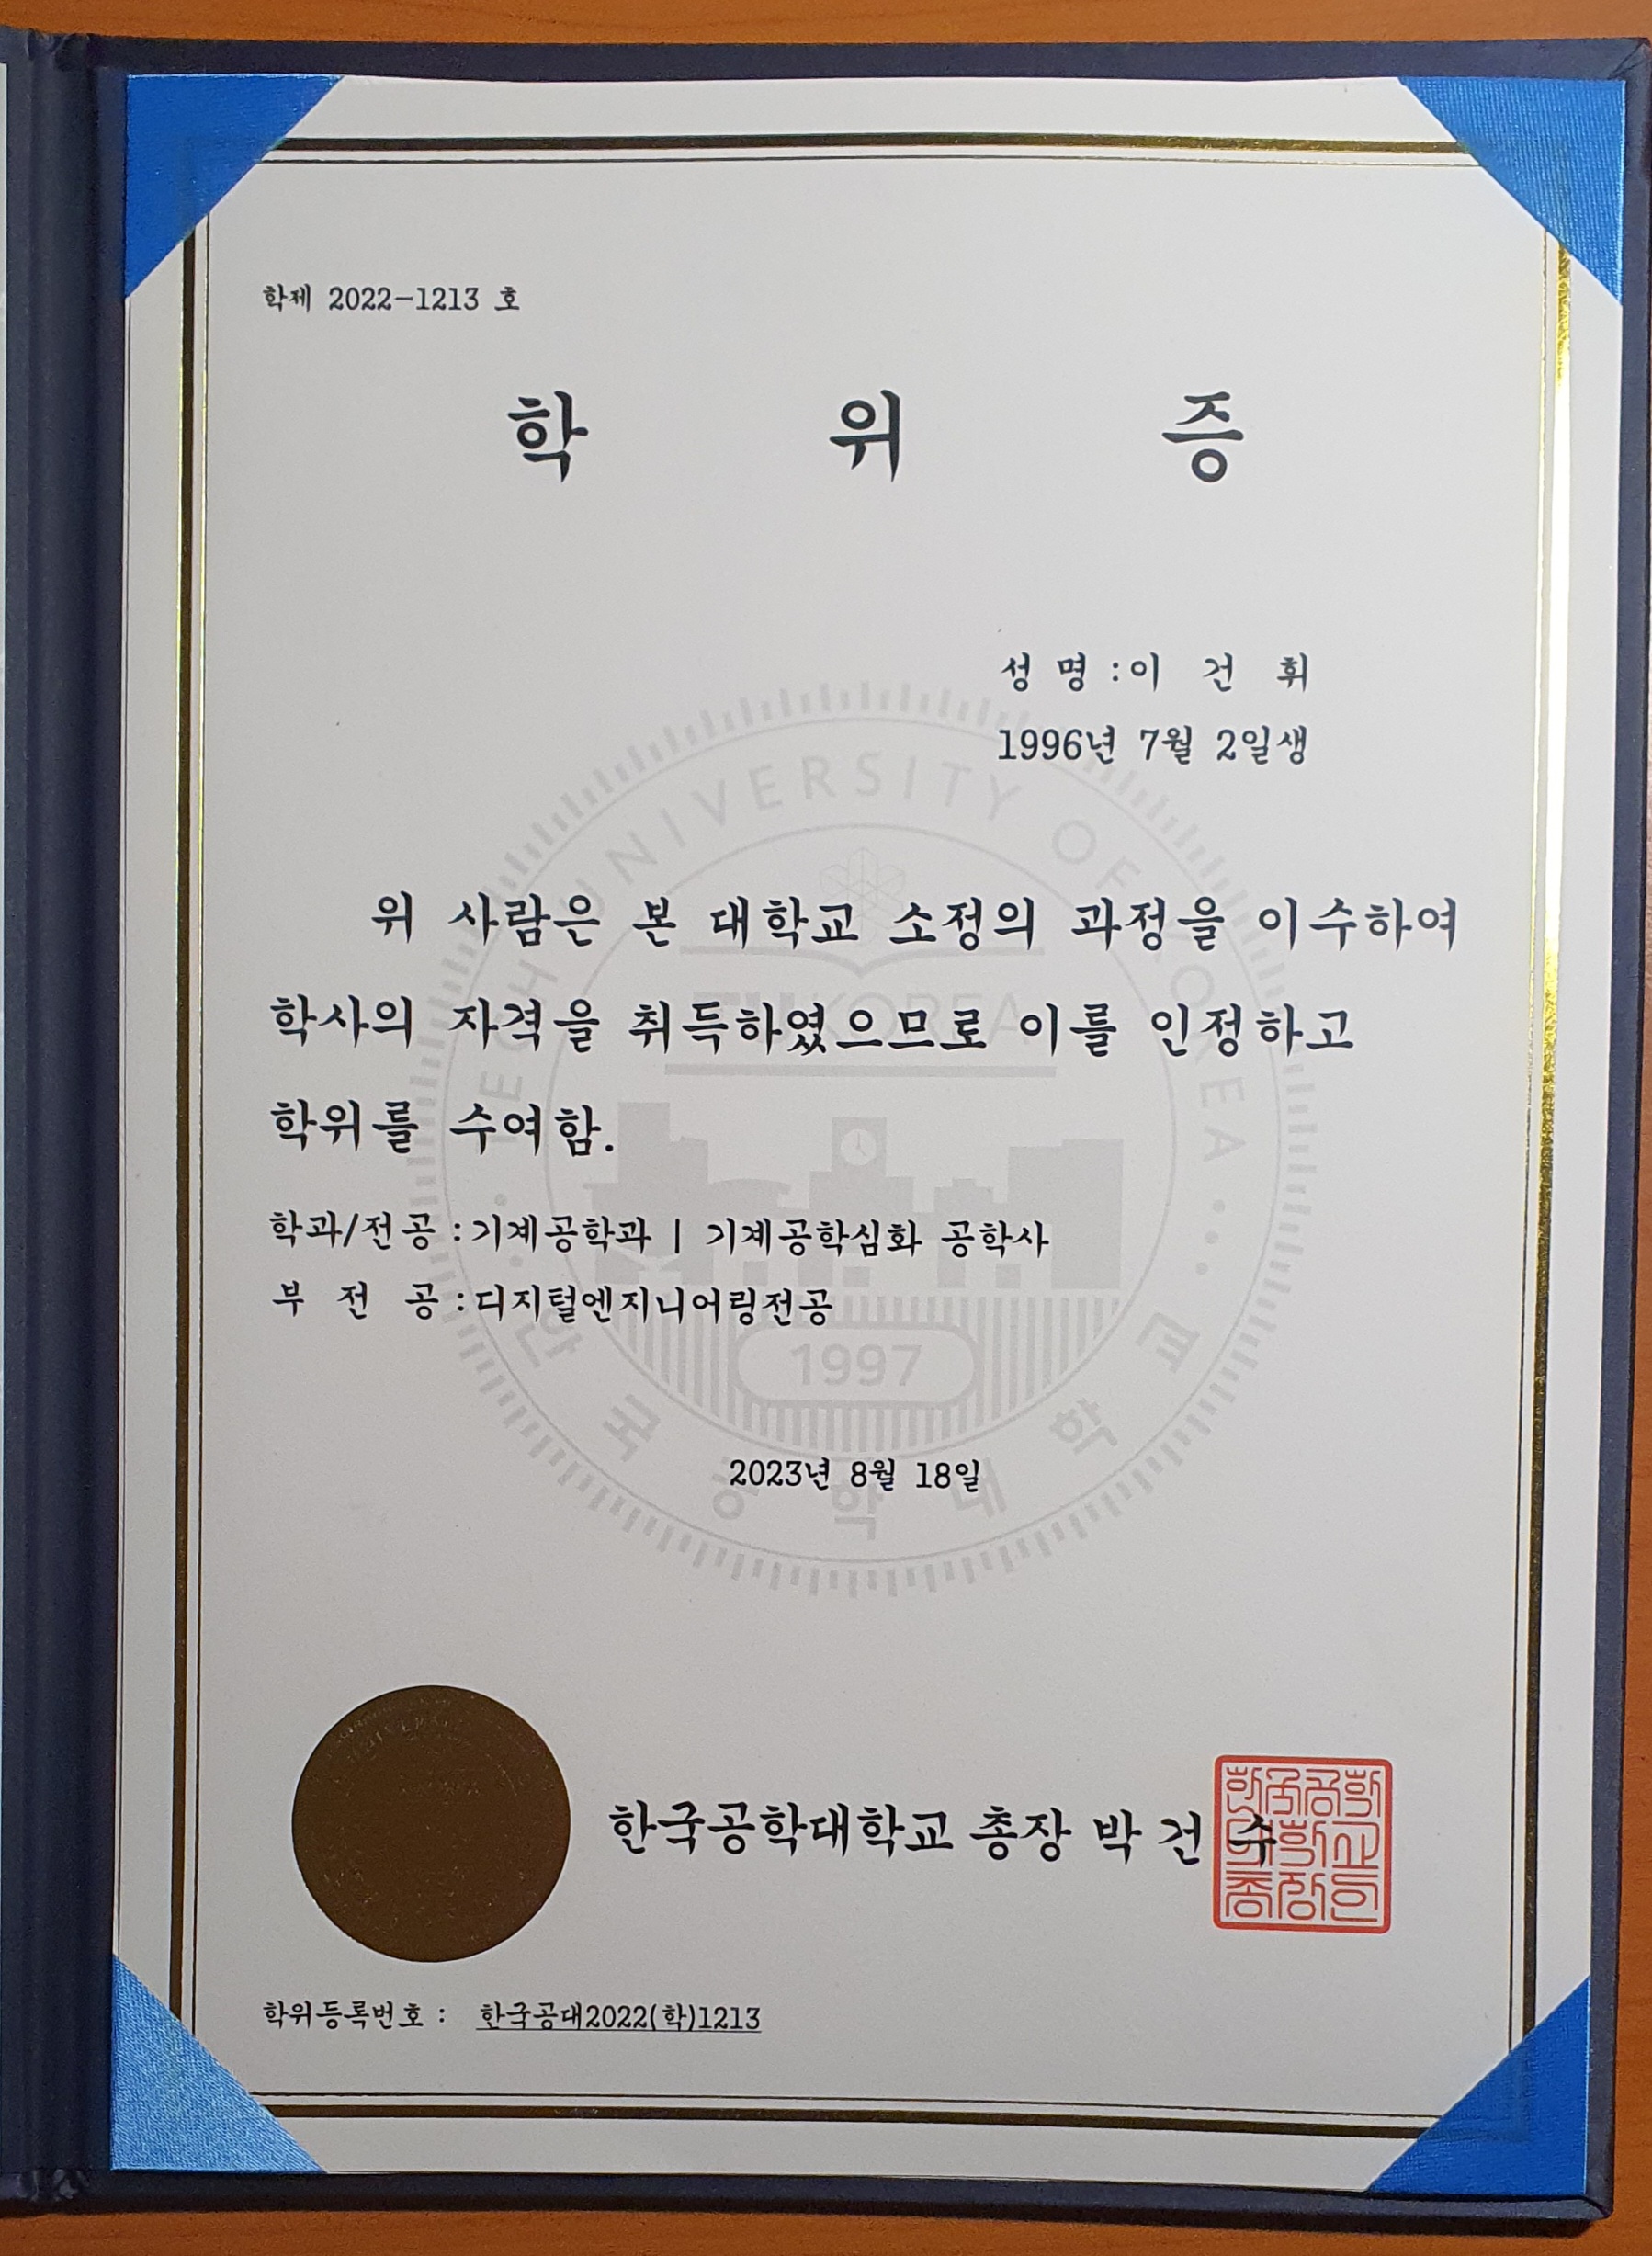 학제 2022-1213 호
학 위 증
성 명 : 이 건 휘
1996년 7월 2일생
위 사람은 본 대학교 소정의 과정을 이수하여
학사의 자격을 취득하였으므로 이를 인정하고
학위를 수여함.
학과/전공 : 기계공학과 | 기계공학심화 공학사
부 전 공 : 디지털엔지니어링전공
2023년 8월 18일
한국공학대학교 총장 박 건 수
한국공학
대학교
총장인
학위등록번호 : 한국공대2022(학)1213
TECH UNIVERSITY OF KOREA
KOREA
1997
한국공학대학교